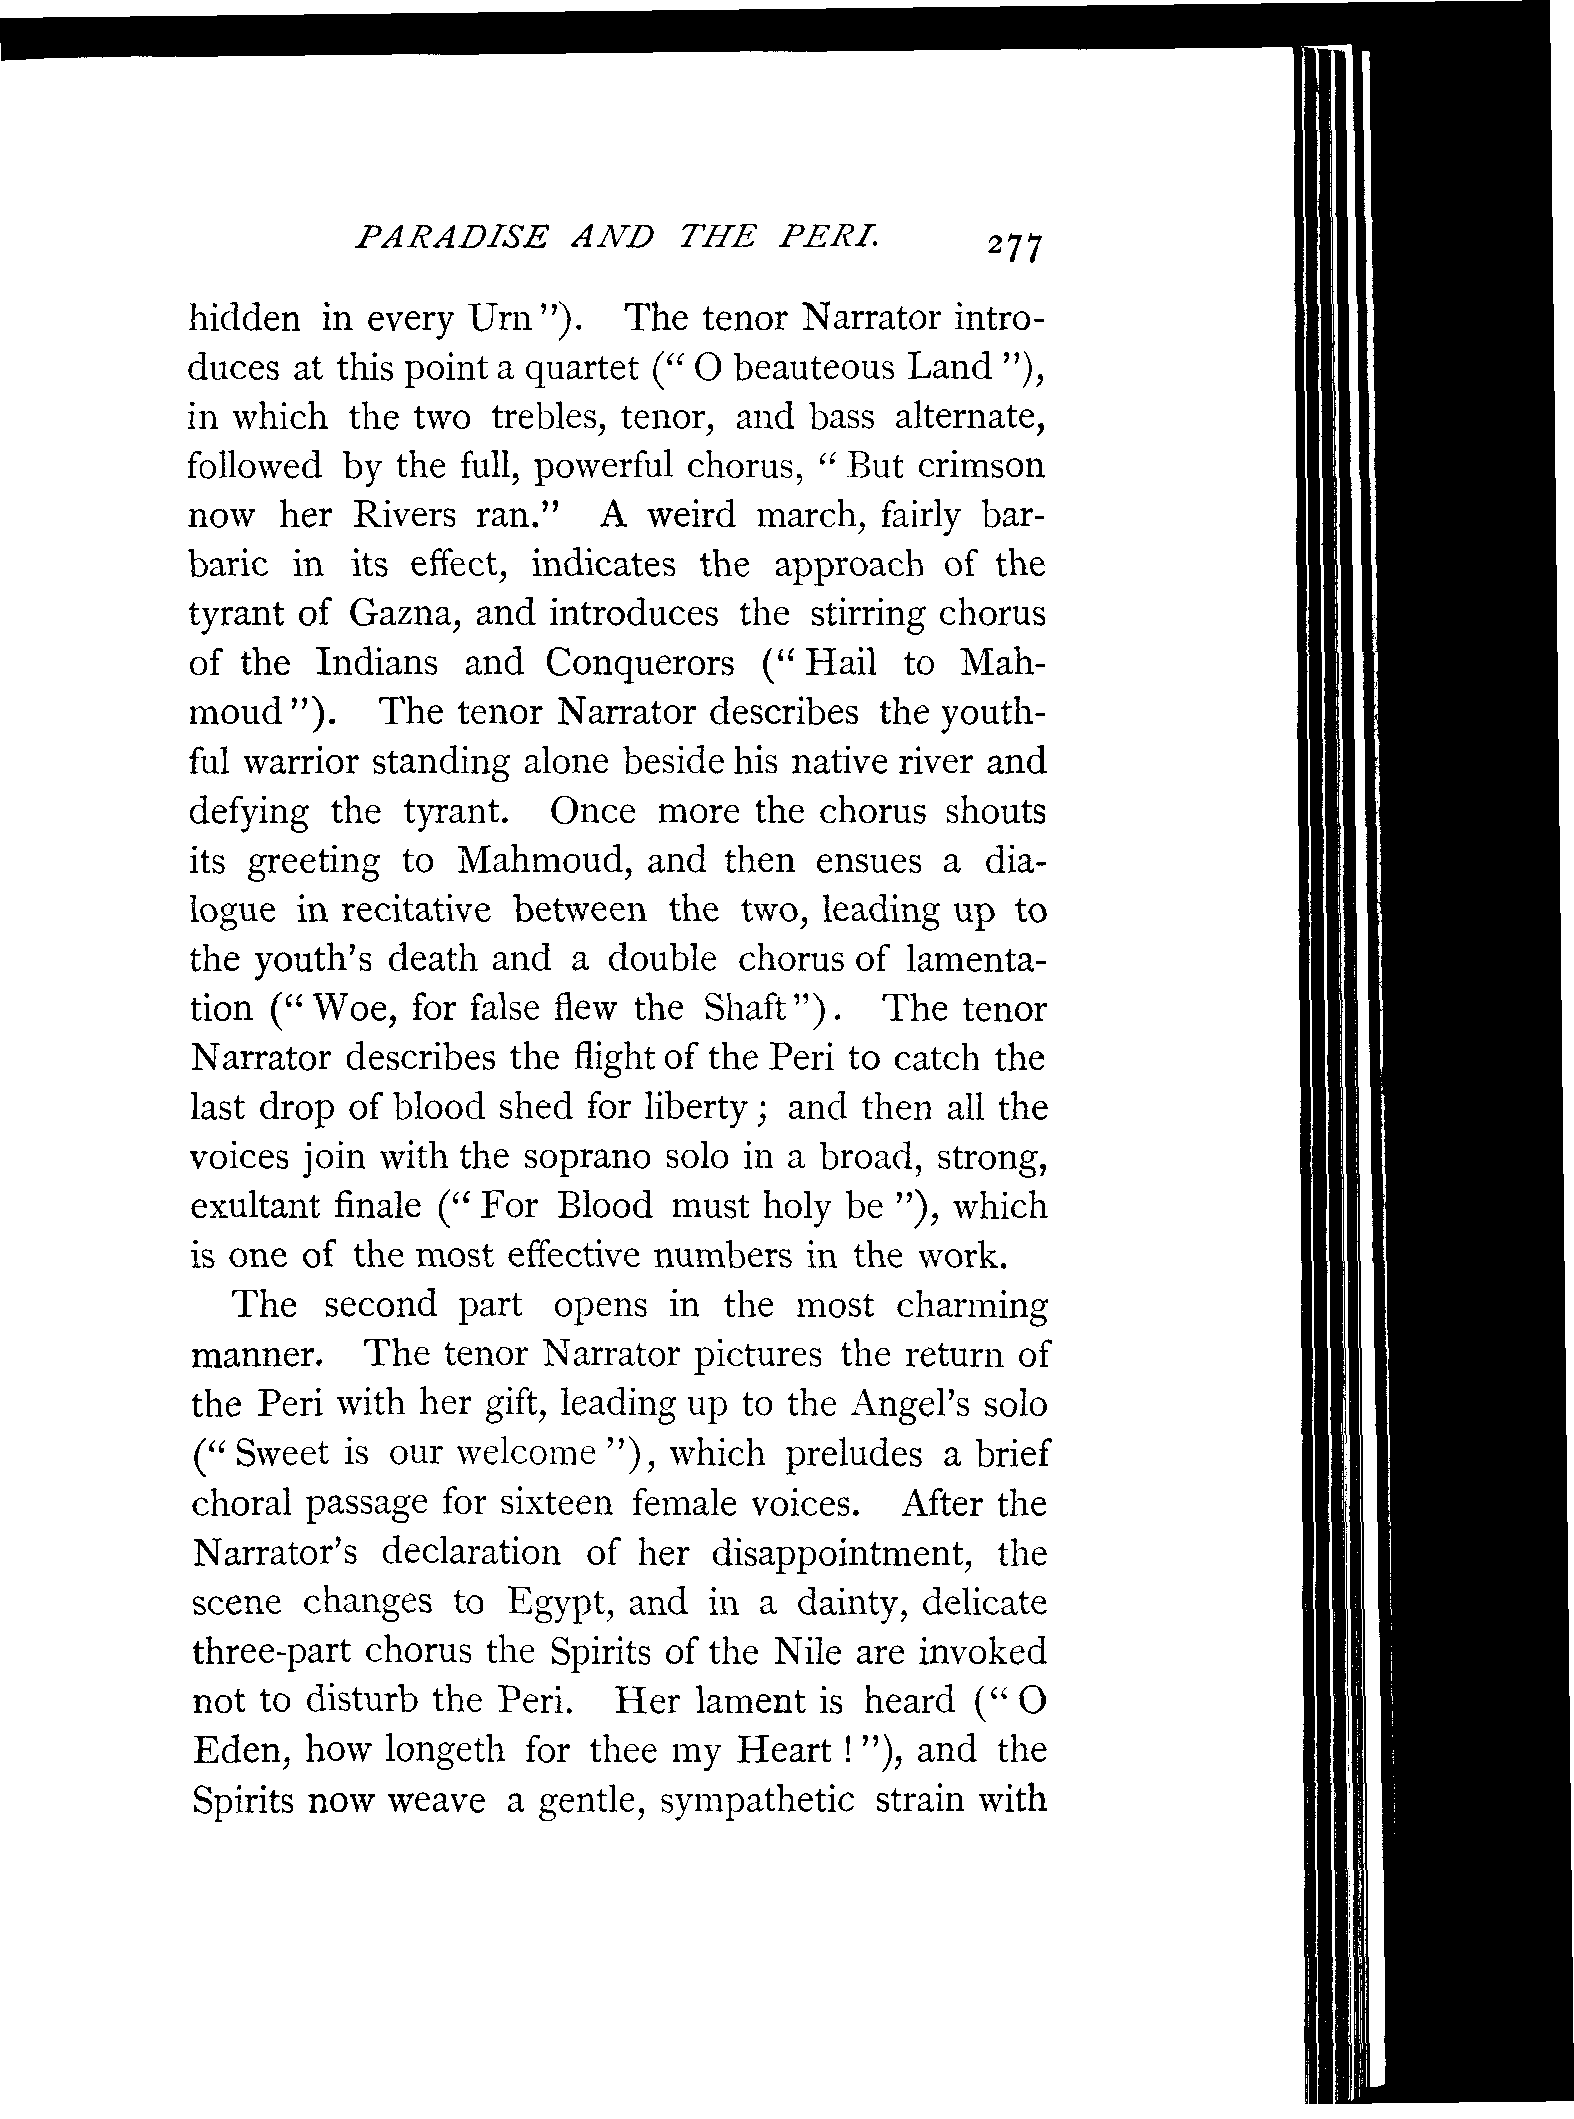 PARADISE AND THE PERI. 277
hidden in every Urn"). The tenor Narrator intro-
duces at this point a quartet (" O beauteous Land "),
in which the two trebles, tenor, and bass alternate,
followed by the full, powerful chorus, " But crimson
now her Rivers ran." A weird march, fairly bar-
baric in its effect, indicates the approach of the
tyrant of Gazna, and introduces the stirring chorus
of the Indians and Conquerors (" Hail to Mah-
moud"). The tenor Narrator describes the youth-
ful warrior standing alone beside his native river and
defying the tyrant. Once more the chorus shouts
its greeting to Mahmoud, and then ensues a dia-
logue in recitative between the two, leading up to
the youth's death and a double chorus of lamenta-
tion (" Woe, for false flew the Shaft"). The tenor
Narrator describes the flight of the Peri to catch the
last drop of blood shed for liberty ; and then all the
voices join with the soprano solo in a broad, strong,
exultant finale (" For Blood must holy be "), which
is one of the most effective numbers in the work.
The second part opens in the most charming
manner. The tenor Narrator pictures the return of
the Peri with her gift, leading up to the Angel's solo
(" Sweet is our welcome "), which preludes a brief
choral passage for sixteen female voices. After the
Narrator's declaration of her disappointment, the
scene changes to Egypt, and in a dainty, delicate
three-part chorus the Spirits of the Nile are invoked
not to disturb the Peri. Her lament is heard (" O
Eden, how longeth for thee my Heart ! "), and the
Spirits now weave a gentle, sympathetic strain with